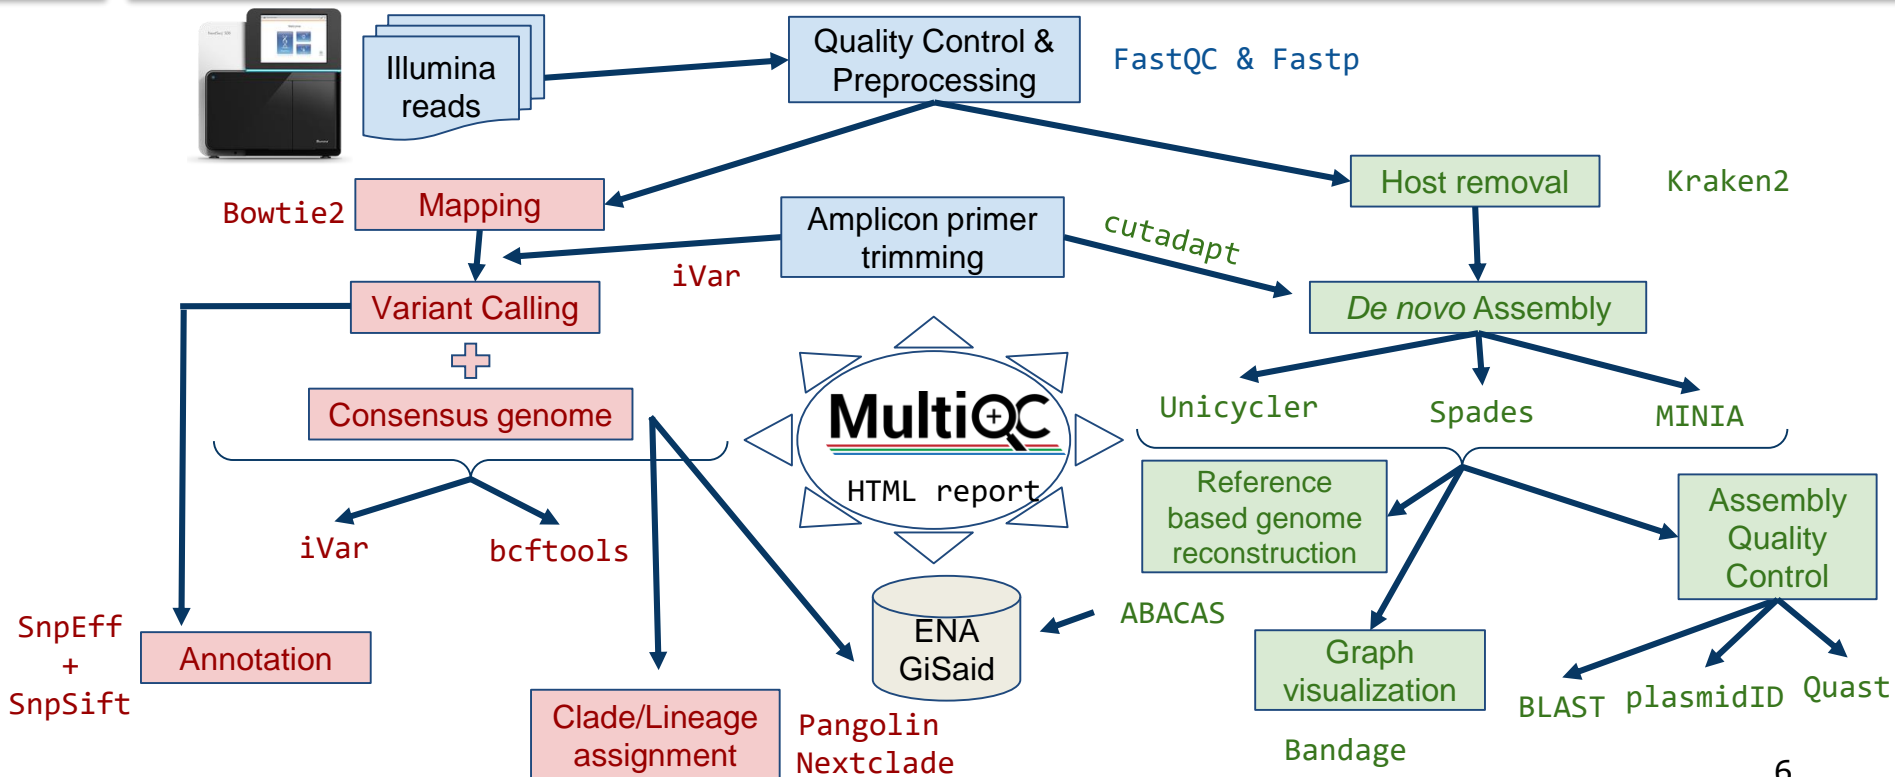 Illumina
reads
Quality Control &
Preprocessing
FastQC & Fastp
Bowtie2
Mapping
Host removal
Kraken2
Amplicon primer
trimming
cutadapt
iVar
Variant Calling
De novo Assembly
Consensus genome
MultiQC
HTML report
Unicycler
Spades
MINIA
iVar
bcftools
Reference
based genome
reconstruction
Assembly
Quality
Control
SnpEff
+
SnpSift
Annotation
ENA
GiSaid
ABACAS
Graph
visualization
Bandage
BLAST
plasmidID
Quast
Clade/Lineage
assignment
Pangolin
Nextclade
6